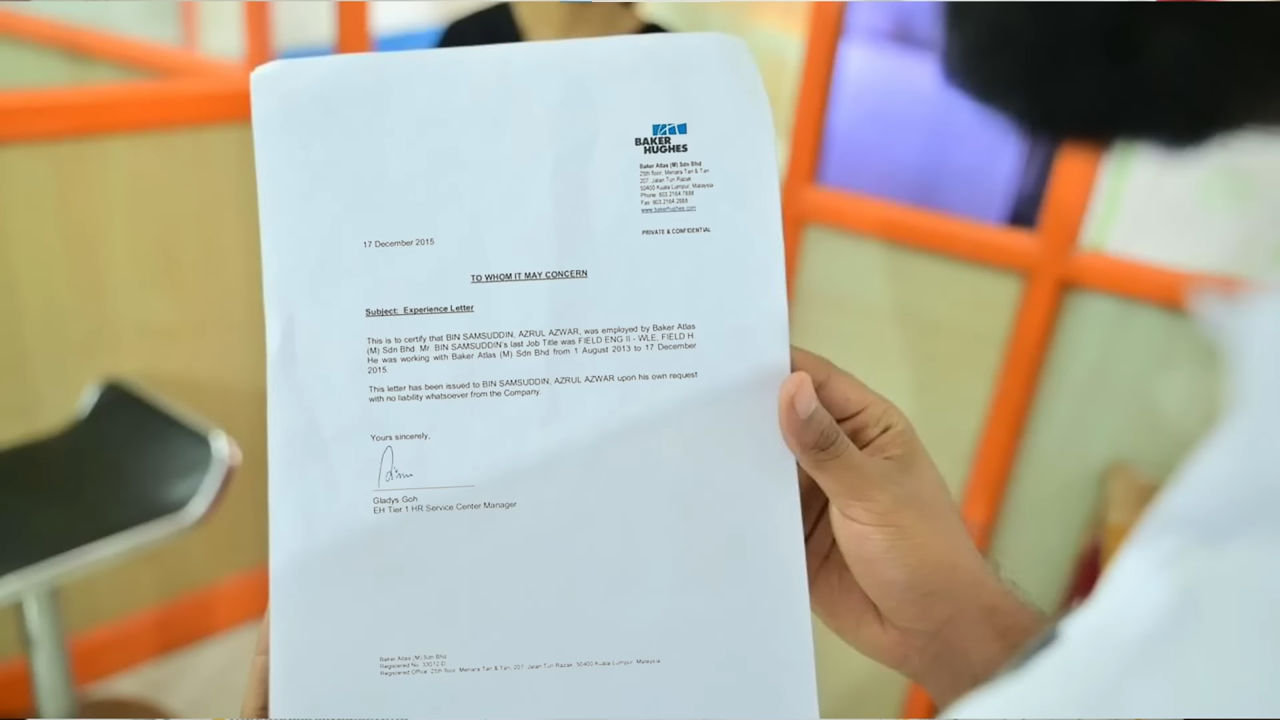 BAKER
HUGHES
Baker Atlas (M) Sdn Bhd
25th floor, Menara Tan & Tan
207, Jalan Tun Razak
50400 Kuala Lumpur, Malaysia
Phone: 603.2164.7888
Fax: 603.2164.2888
www.bakerhughes.com
PRIVATE & CONFIDENTIAL
17 December 2015
TO WHOM IT MAY CONCERN
Subject: Experience Letter
This is to certify that BIN SAMSUDDIN, AZRUL AZWAR, was employed by Baker Atlas
(M) Sdn Bhd. Mr. BIN SAMSUDDIN's last Job Title was FIELD ENG II - WLE, FIELD H
He was working with Baker Atlas (M) Sdn Bhd from 1 August 2013 to 17 December
2015.
This letter has been issued to BIN SAMSUDDIN, AZRUL AZWAR upon his own request
with no liability whatsoever from the Company.
Yours sincerely,
Gladys Goh
EH Tier 1 HR Service Center Manager
Baker Atlas (M) Sdn Bhd
Registered No.
Registered Office: 25th floor, Menara Tan & Tan, 207, Jalan Tun Razak, 50400 Kuala Lumpur, Malaysia